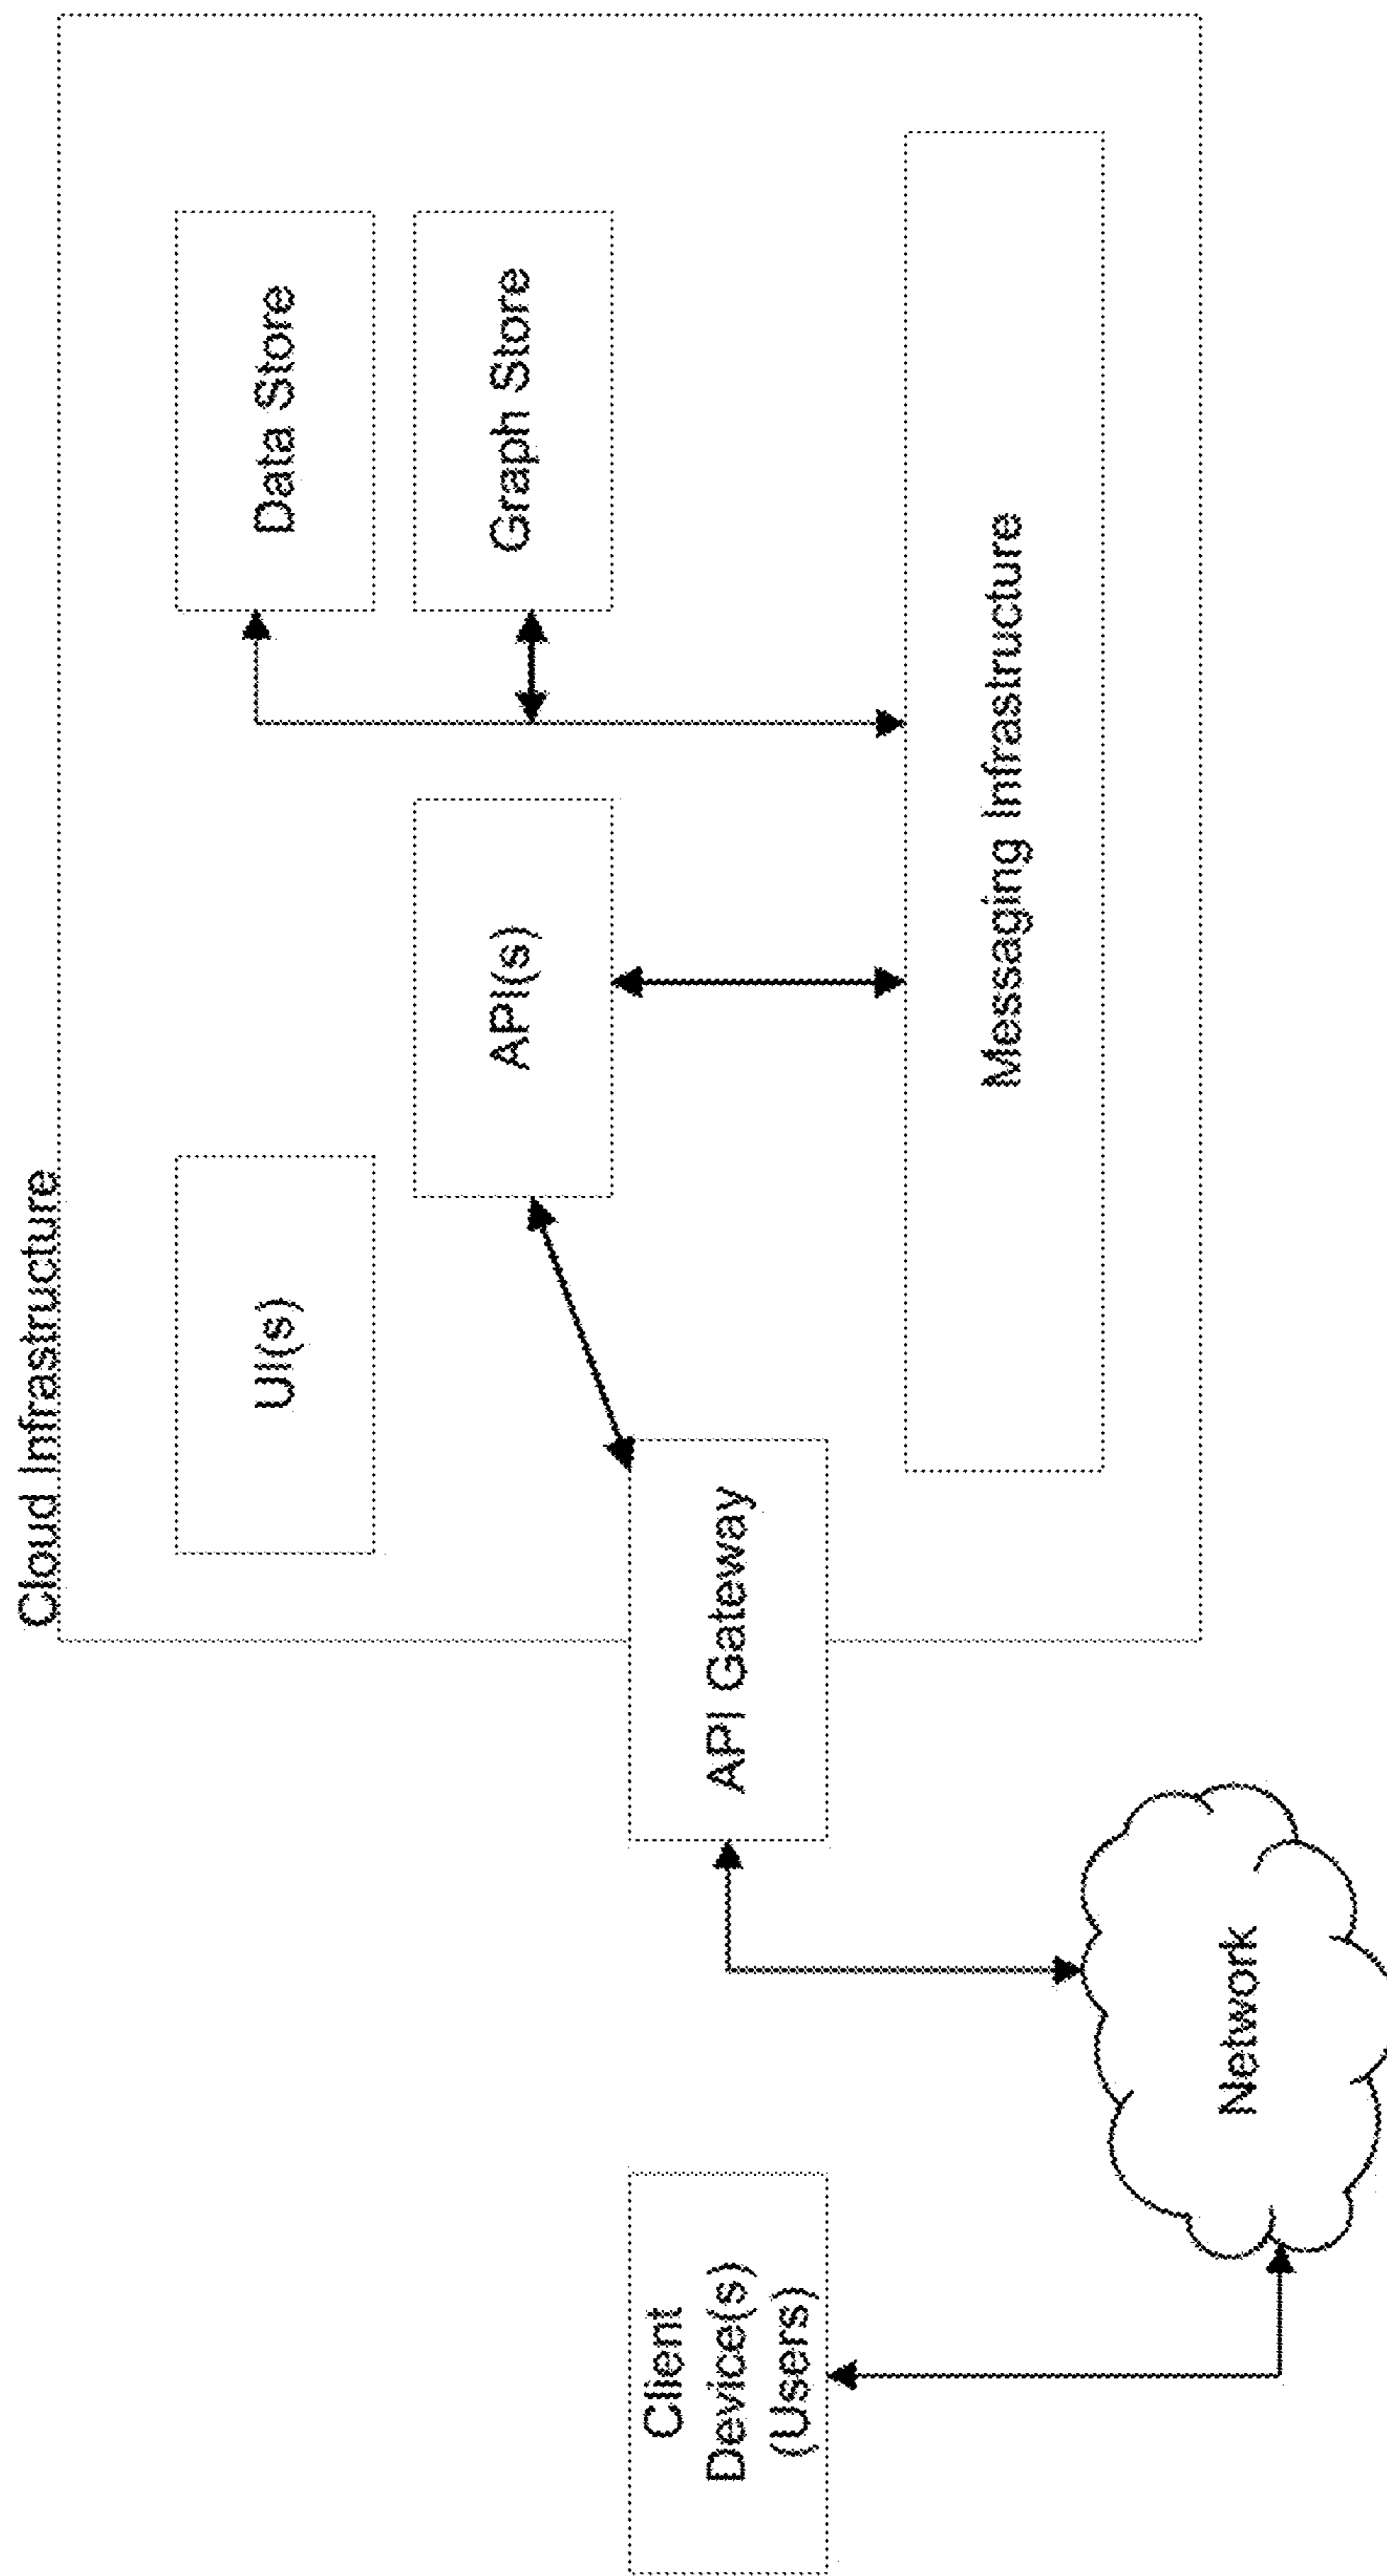 Cloud Infrastructure
UI(s)
Data Store
API(s)
Graph Store
Client
Device(s)
(Users)
API Gateway
Messaging Infrastructure
Network